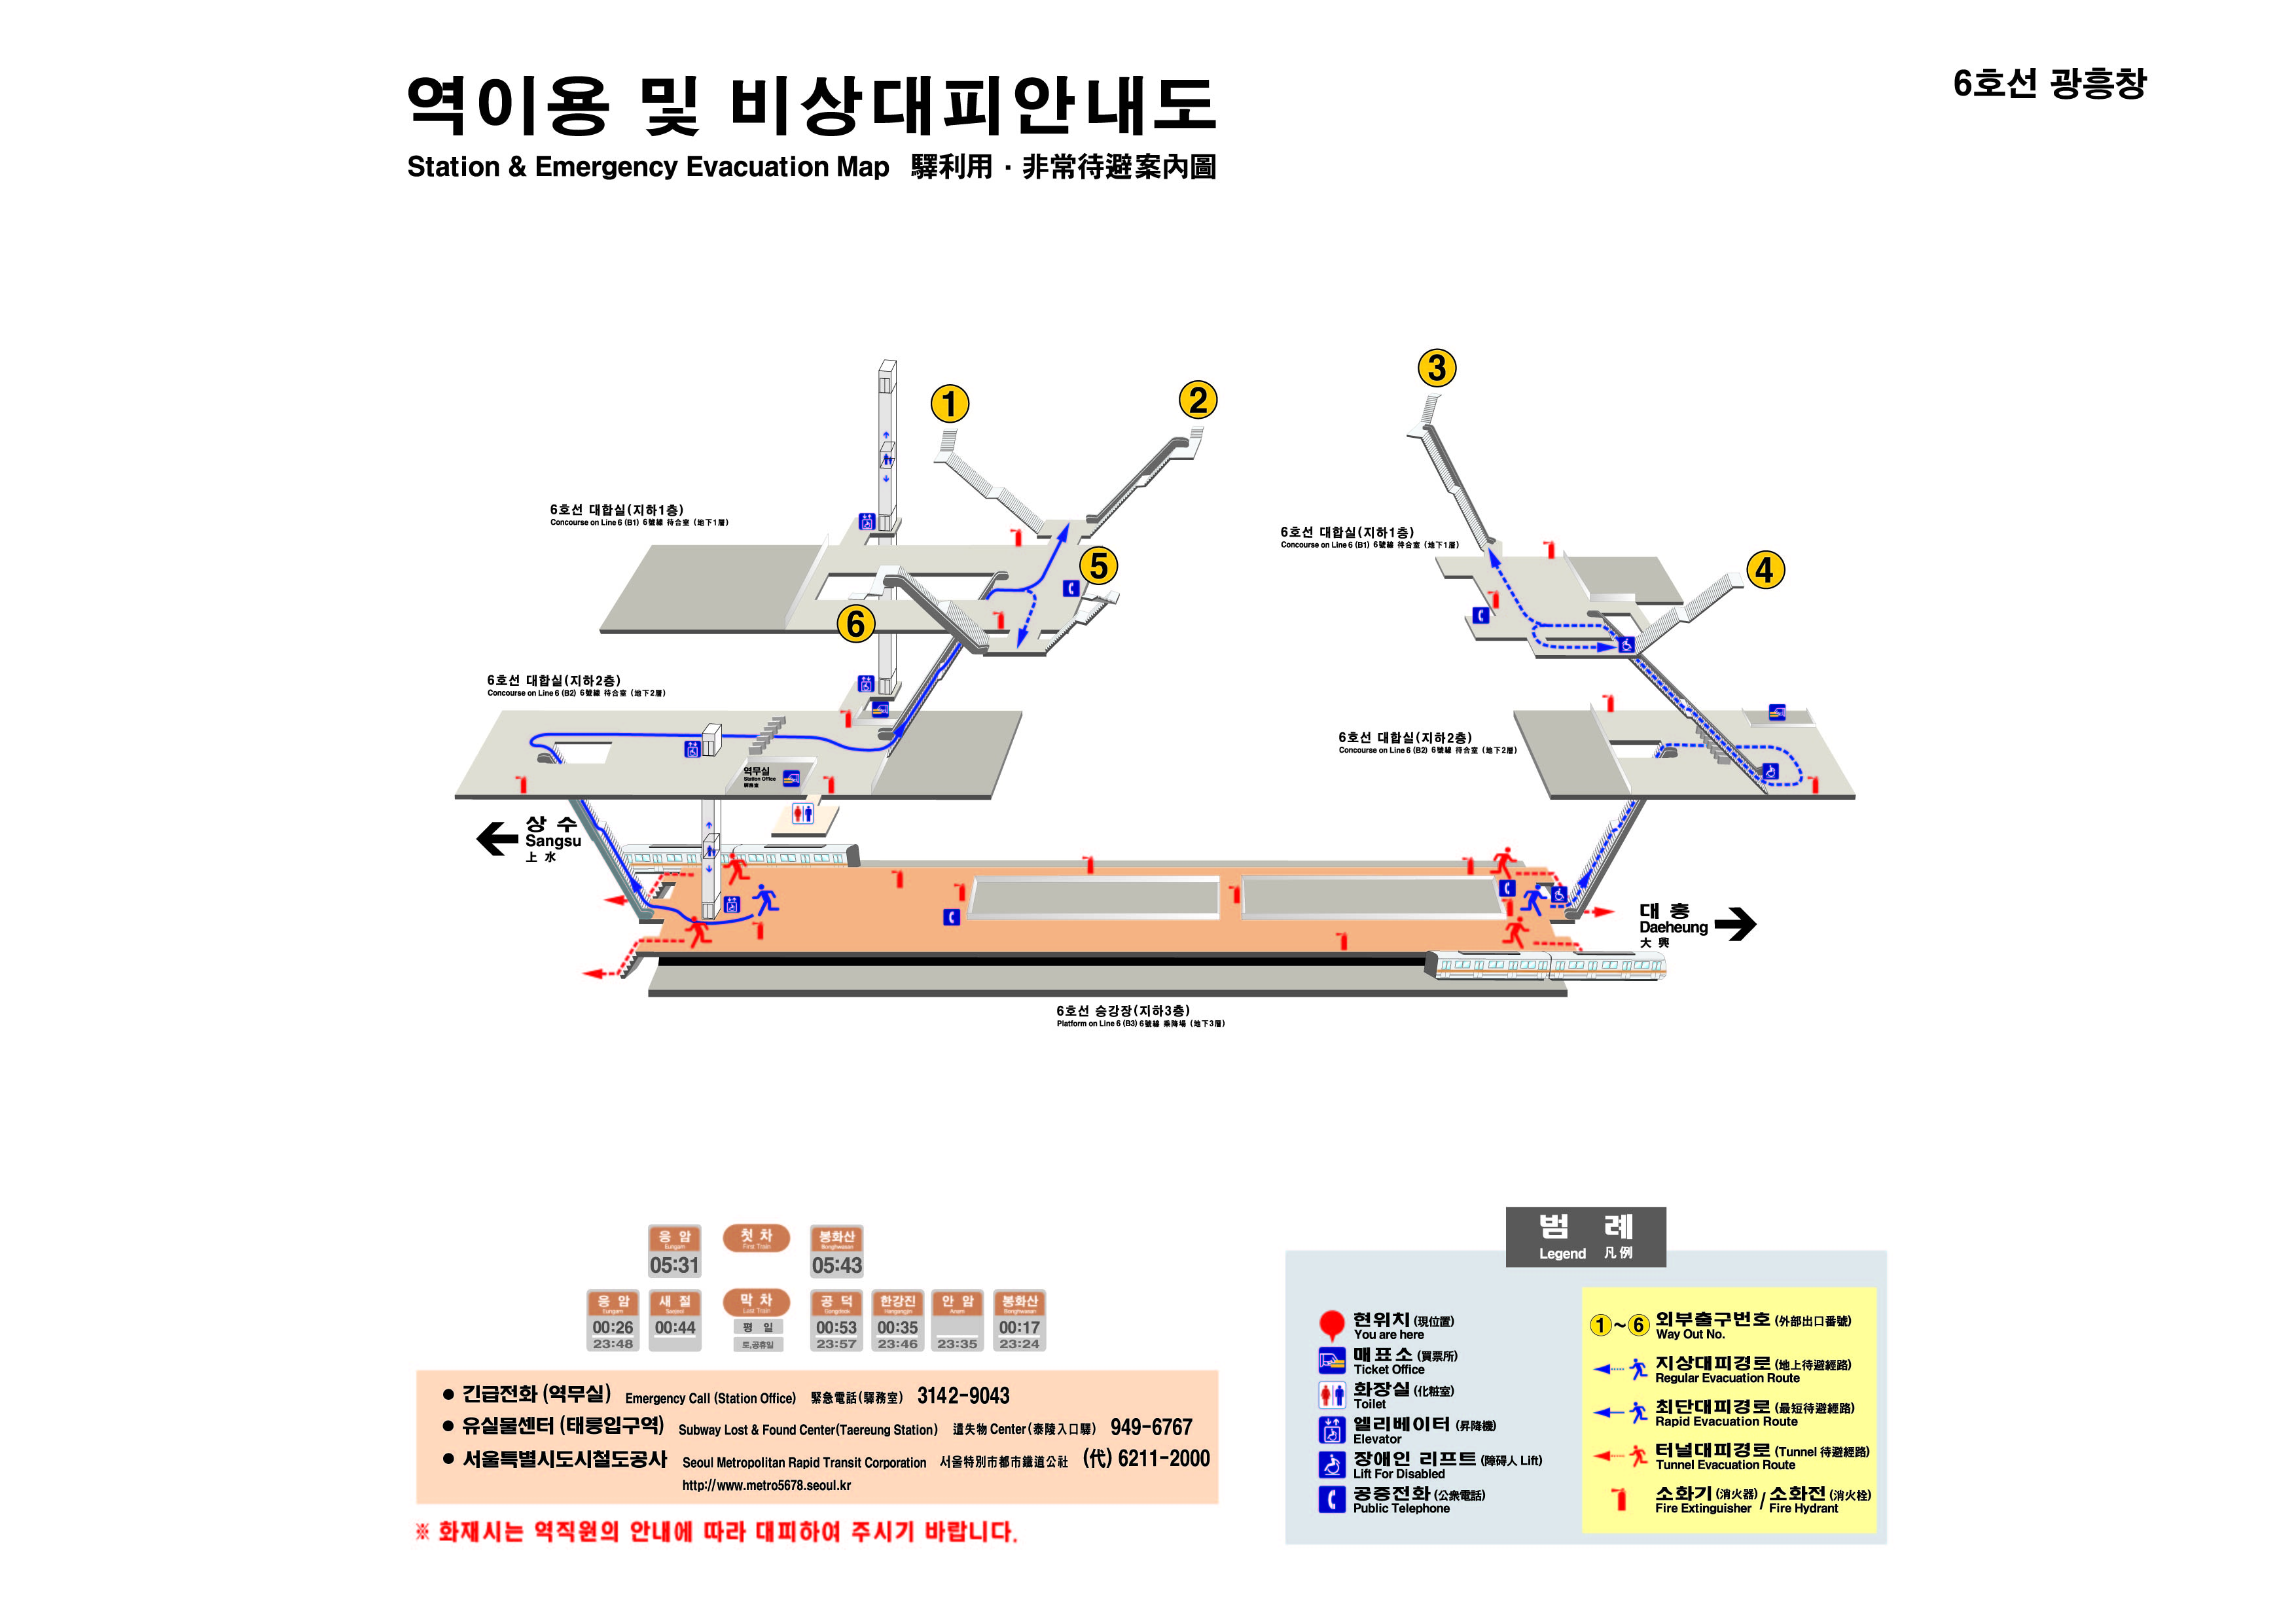 역이용 및 비상대피안내도
Station & Emergency Evacuation Map 驛利用 · 非常待避案內圖
6호선 광흥창
1
2
3
6호선 대합실(지하1층)
Concourse on Line 6 (B1) 6號線 待合室 (地下1層)
6호선 대합실(지하1층)
Concourse on Line 6 (B1) 6號線 待合室 (地下1層)
5
4
6
6호선 대합실(지하2층)
Concourse on Line 6 (B2) 6號線 待合室 (地下2層)
6호선 대합실(지하2층)
Concourse on Line 6 (B2) 6號線 待合室 (地下2層)
역무실
Station Office
驛務室
상 수
Sangsu
上 水
대 흥
Daeheung
大 興
6호선 승강장(지하3층)
Platform on Line 6 (B3) 6號線 乘降場 (地下3層)
응 암 첫 차 봉화산
Eungam First Train Bonghwasan
05:31 05:43
응 암 새 절 막 차 공 덕 한강진 안 암 봉화산
Eungam Saejeol Last Train Gongdeok Hangangjin Anam Bonghwasan
00:26 00:44 평 일 00:53 00:35 00:17
23:48 토,공휴일 23:57 23:46 23:35 23:24
● 긴급전화 (역무실) Emergency Call (Station Office) 緊急電話(驛務室) 3142-9043
● 유실물센터 (태릉입구역) Subway Lost & Found Center(Taereung Station) 遺失物 Center(泰陵入口驛) 949-6767
● 서울특별시도시철도공사 Seoul Metropolitan Rapid Transit Corporation 서울特別市都市鐵道公社 (代) 6211-2000
http://www.metro5678.seoul.kr
※ 화재시는 역직원의 안내에 따라 대피하여 주시기 바랍니다.
범 례
Legend 凡例
현위치 (現位置)
You are here
매표소 (買票所)
Ticket Office
화장실 (化粧室)
Toilet
엘리베이터 (昇降機)
Elevator
장애인 리프트 (障碍人 Lift)
Lift For Disabled
공중전화 (公衆電話)
Public Telephone
1~6 외부출구번호 (外部出口番號)
Way Out No.
지상대피경로 (地上待避經路)
Regular Evacuation Route
최단대피경로 (最短待避經路)
Rapid Evacuation Route
터널대피경로 (Tunnel 待避經路)
Tunnel Evacuation Route
소화기 (消火器) / 소화전 (消火栓)
Fire Extinguisher / Fire Hydrant